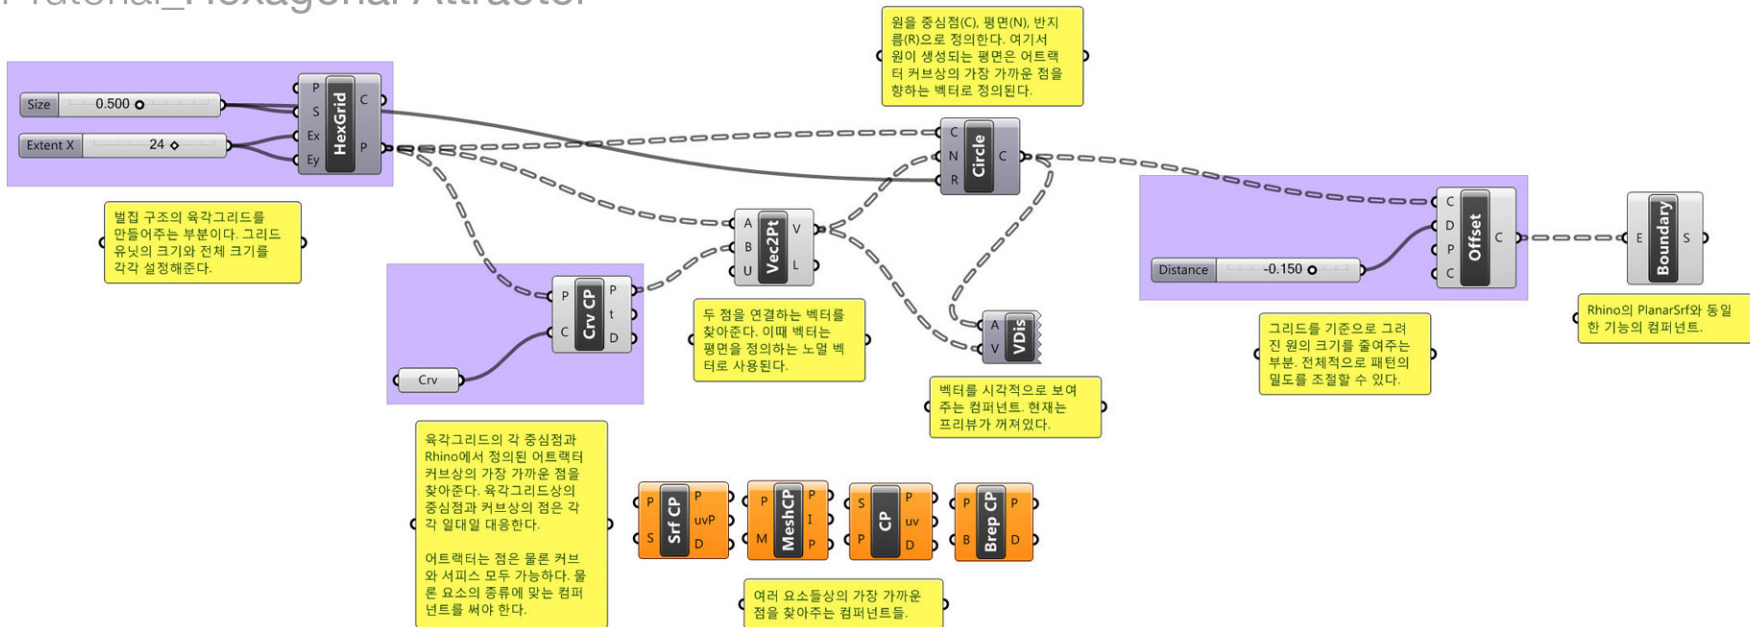 Tutorial_Hexagonal Attractor
원을 중심점(C), 평면(N), 반지
름(R)으로 정의한다. 여기서
원이 생성되는 평면은 어트랙
터 커브상의 가장 가까운 점을
향하는 벡터로 정의된다.
Size 0.500
Extent X 24
P
S
Ex
Ey
HexGrid
C
P
C
N
R
Circle
C
벌집 구조의 육각그리드를
만들어주는 부분이다. 그리드
유닛의 크기와 전체 크기를
각각 설정해준다.
A
B
U
Vec2Pt
V
L
P
C
Crv CP
P
t
D
Crv
두 점을 연결하는 벡터를
찾아준다. 이때 벡터는
평면을 정의하는 노멀 벡
터로 사용된다.
A
V
VDis
벡터를 시각적으로 보여
주는 컴퍼넌트. 현재는
프리뷰가 꺼져있다.
Distance -0.150
C
D
P
C
Offset
C
E
Boundary
S
그리드를 기준으로 그려
진 원의 크기를 줄여주는
부분. 전체적으로 패턴의
밀도를 조절할 수 있다.
Rhino의 PlanarSrf와 동일
한 기능의 컴퍼넌트.
육각그리드의 각 중심점과
Rhino에서 정의된 어트랙터
커브상의 가장 가까운 점을
찾아준다. 육각그리드상의
중심점과 커브상의 점은 각
각 일대일 대응한다.
어트랙터는 점은 물론 커브
와 서피스 모두 가능하다. 물
론 요소의 종류에 맞는 컴퍼
넌트를 써야 한다.
P
S
Srf CP
P
uvP
D
P
M
MeshCP
P
I
P
S
P
CP
P
uv
D
P
B
Brep CP
P
D
여러 요소들상의 가장 가까운
점을 찾아주는 컴퍼넌트들.